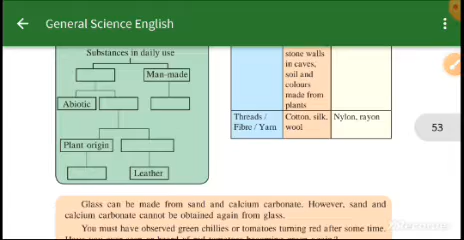 General Science English
Substances in daily use
Man-made
Abiotic
Plant origin
Leather
stone walls
in caves,
soil and
colours
made from
plants
Threads / Fibre / Yarn
Cotton, silk, wool
Nylon, rayon
53
Glass can be made from sand and calcium carbonate. However, sand and
calcium carbonate cannot be obtained again from glass.
You must have observed green chillies or tomatoes turning red after some time.